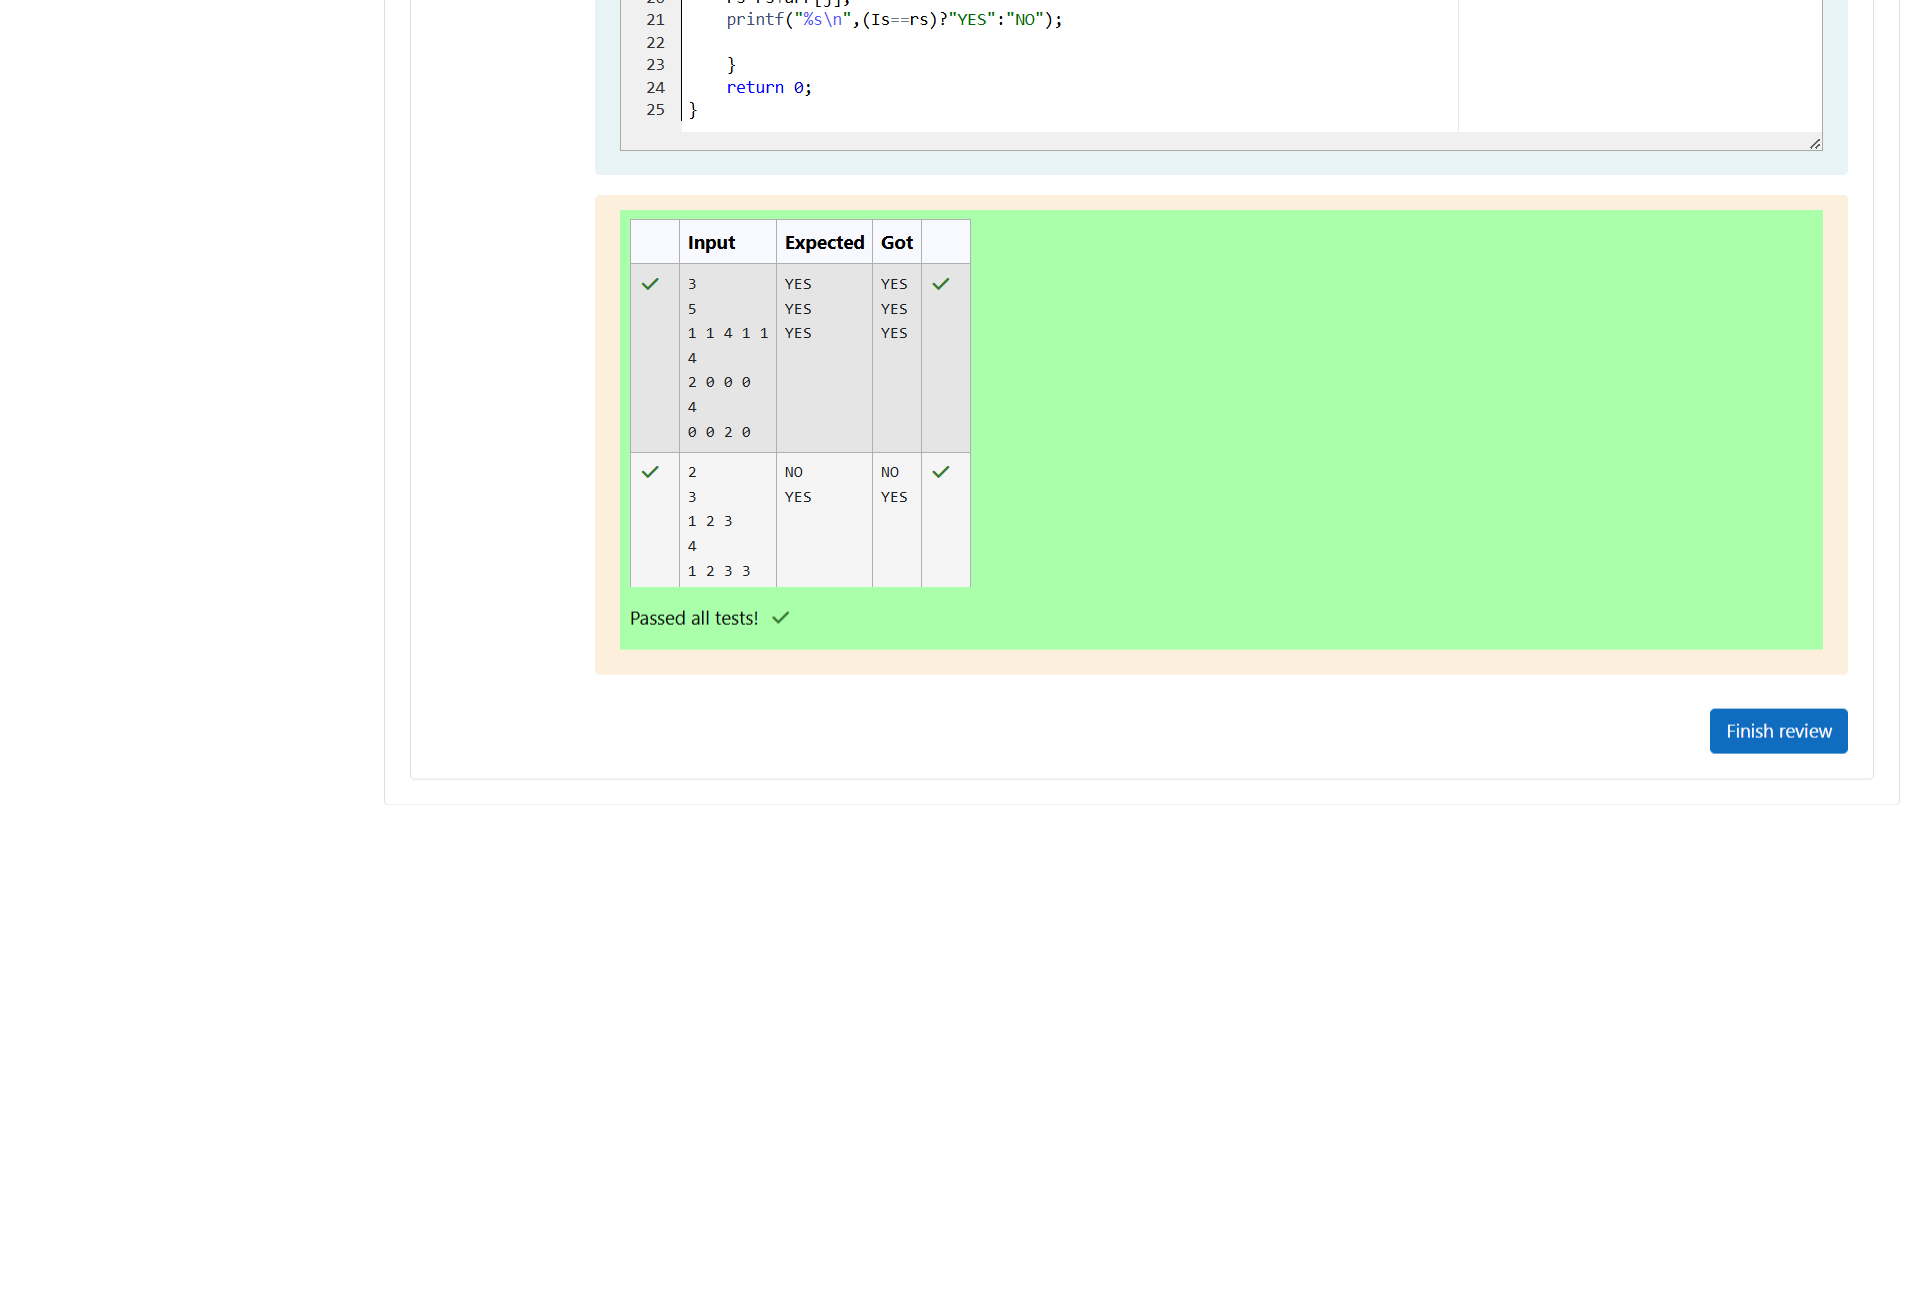 21 printf("%s\n",(Is==rs)?"YES":"NO");
22
23 }
24 return 0;
25 }
Input Expected Got
3 YES YES
5 YES YES
1 1 4 1 1 YES YES
4
2 0 0 0
4
0 0 2 0
2 NO NO
3 YES YES
1 2 3
4
1 2 3 3
Passed all tests!
Finish review